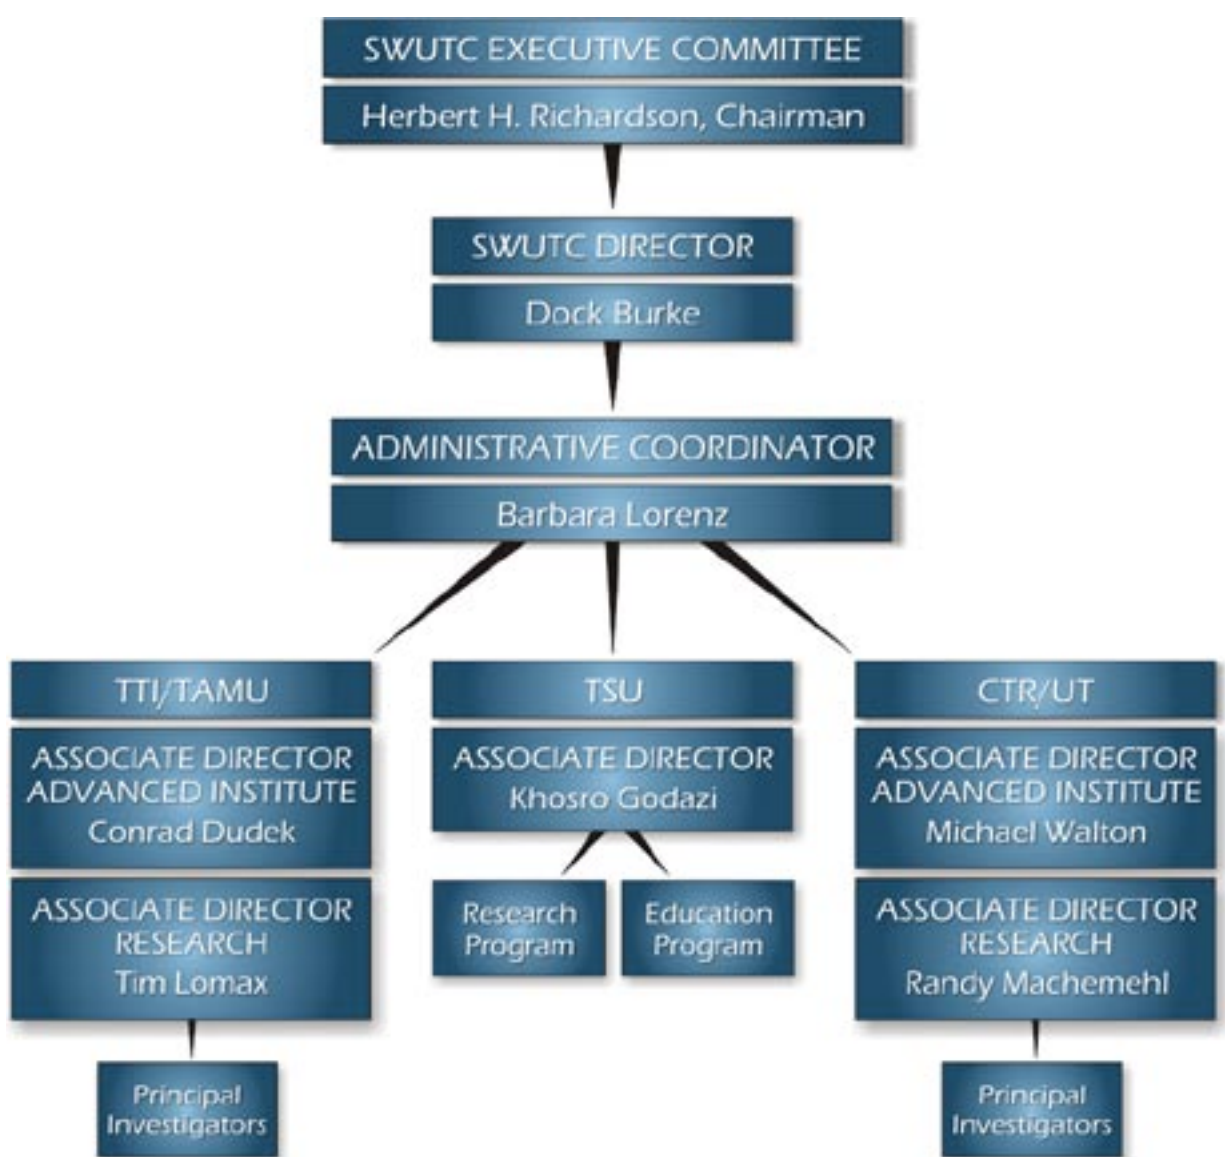 SWUTC EXECUTIVE COMMITTEE
Herbert H. Richardson, Chairman
SWUTC DIRECTOR
Dock Burke
ADMINISTRATIVE COORDINATOR
Barbara Lorenz
TTI/TAMU
ASSOCIATE DIRECTOR
ADVANCED INSTITUTE
Conrad Dudek
ASSOCIATE DIRECTOR
RESEARCH
Tim Lomax
Principal
Investigators
TSU
ASSOCIATE DIRECTOR
Khosro Godazi
Research
Program
Education
Program
CTR/UT
ASSOCIATE DIRECTOR
ADVANCED INSTITUTE
Michael Walton
ASSOCIATE DIRECTOR
RESEARCH
Randy Machemehl
Principal
Investigators